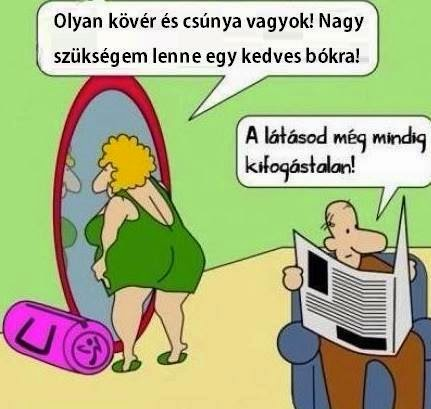 Olyan kövér és csúnya vagyok! Nagy
szükségem lenne egy kedves bókra!
A látásod még mindig
kifogástalan!